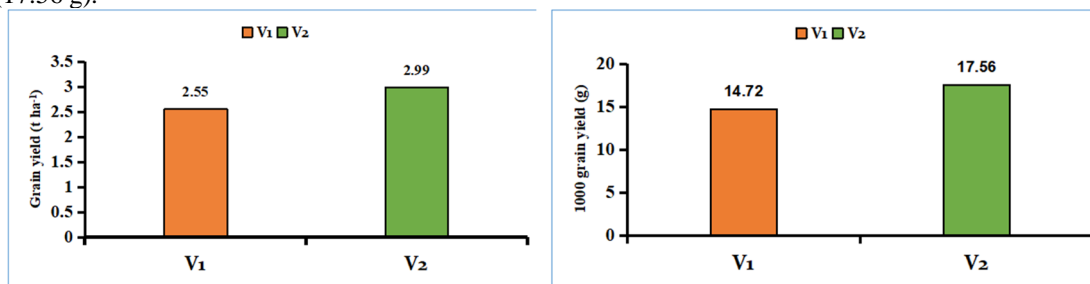 (17.56 g).
V1 V2
3.5
3
2.5
2
1.5
1
0.5
0
Grain yield (t ha-1)
2.55
2.99
V1
V2
V1 V2
20
15
10
5
0
1000 grain yield (g)
14.72
17.56
V1
V2